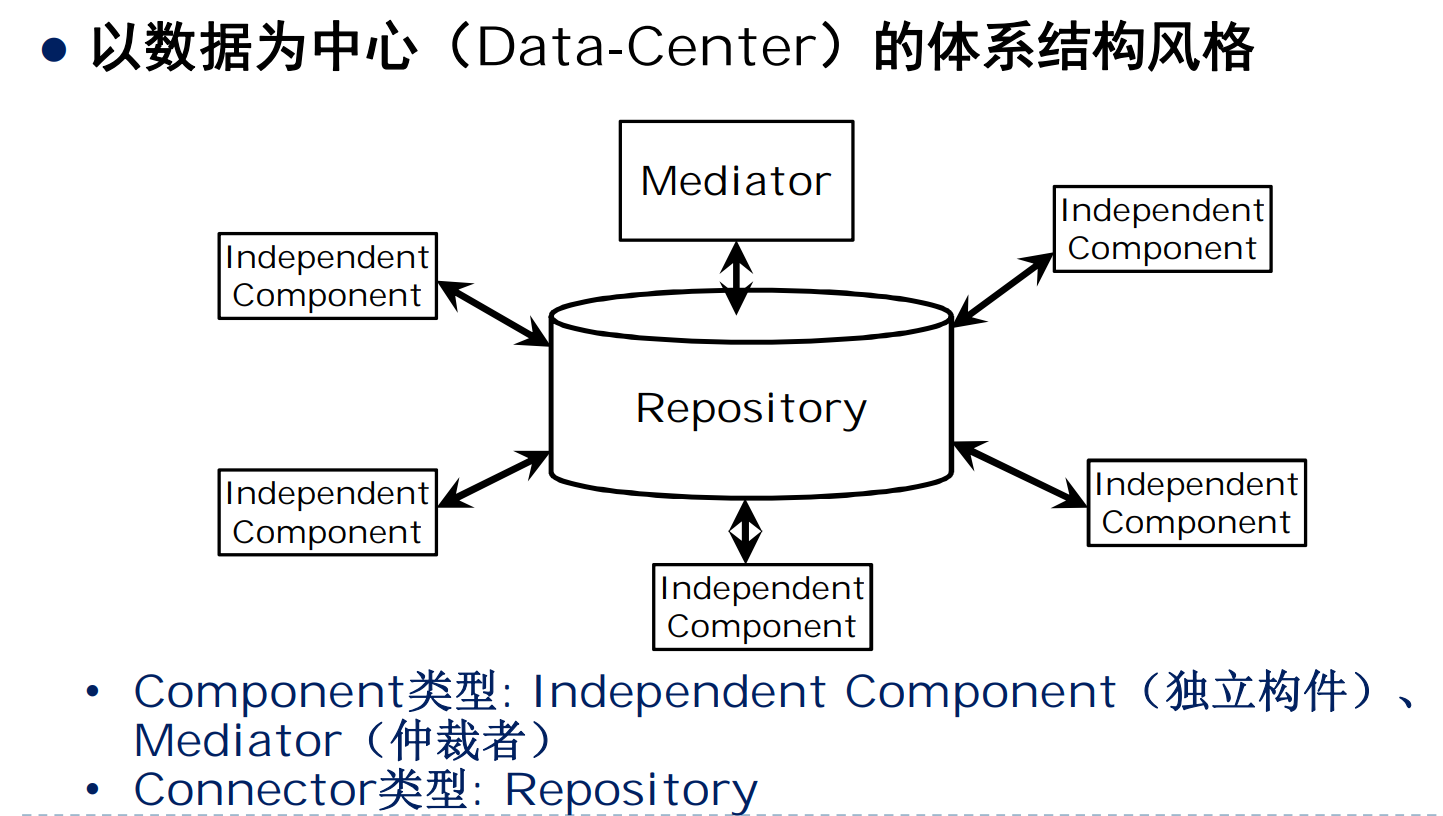 ● 以数据为中心（Data-Center）的体系结构风格
Mediator
Independent
Component
Independent
Component
Repository
Independent
Component
Independent
Component
Independent
Component
• Component类型: Independent Component（独立构件）、
Mediator（仲裁者）
• Connector类型: Repository